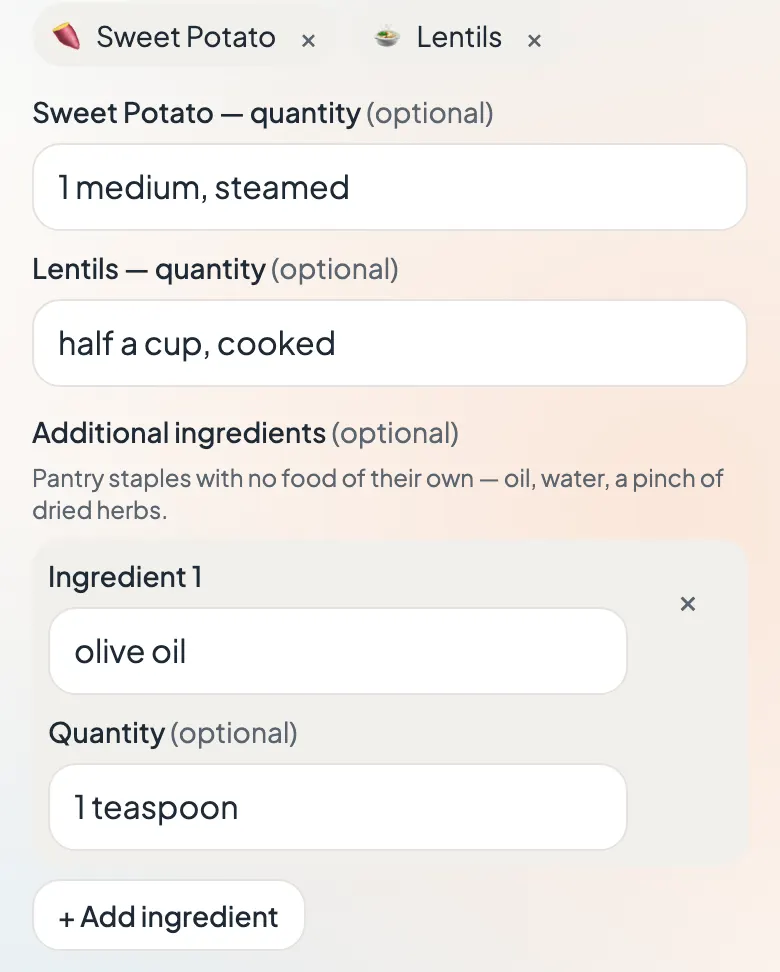 Sweet Potato × Lentils ×
Sweet Potato — quantity (optional)
1 medium, steamed
Lentils — quantity (optional)
half a cup, cooked
Additional ingredients (optional)
Pantry staples with no food of their own — oil, water, a pinch of
dried herbs.
Ingredient 1
×
olive oil
Quantity (optional)
1 teaspoon
+ Add ingredient